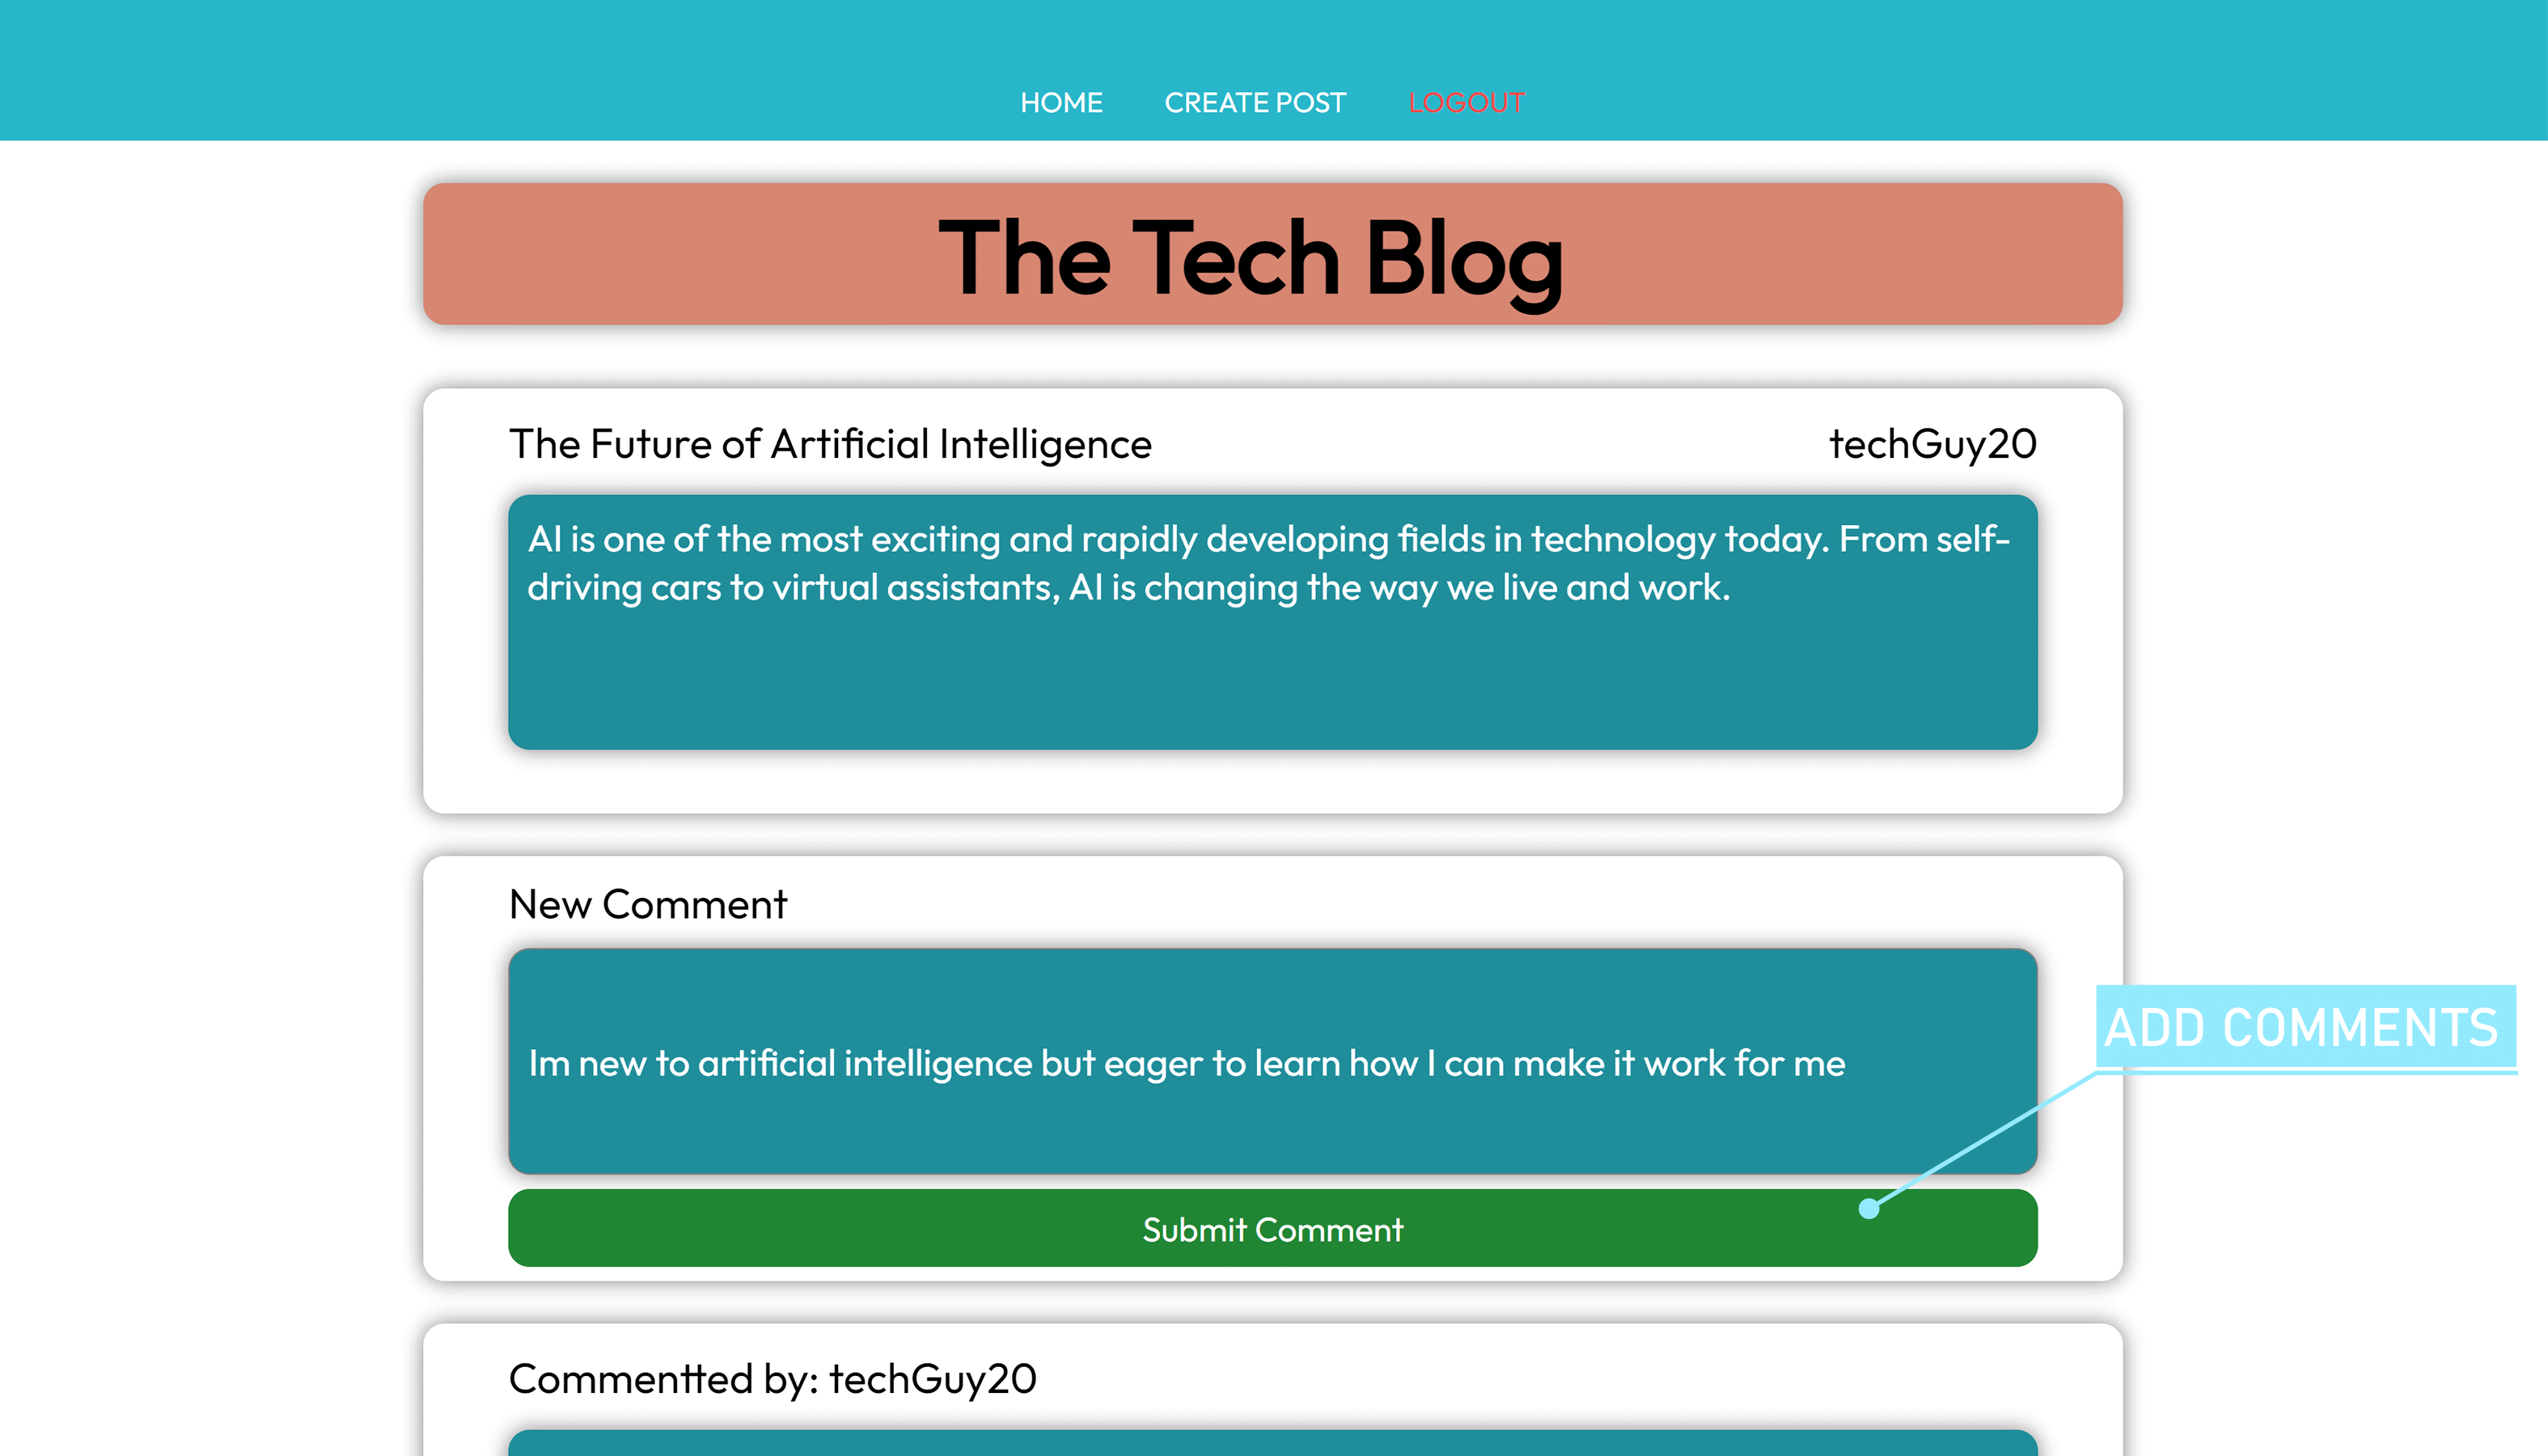 HOME CREATE POST LOGOUT
The Tech Blog
The Future of Artificial Intelligence techGuy20
AI is one of the most exciting and rapidly developing fields in technology today. From self-
driving cars to virtual assistants, AI is changing the way we live and work.
New Comment
Im new to artificial intelligence but eager to learn how I can make it work for me
ADD COMMENTS
Submit Comment
Commentted by: techGuy20